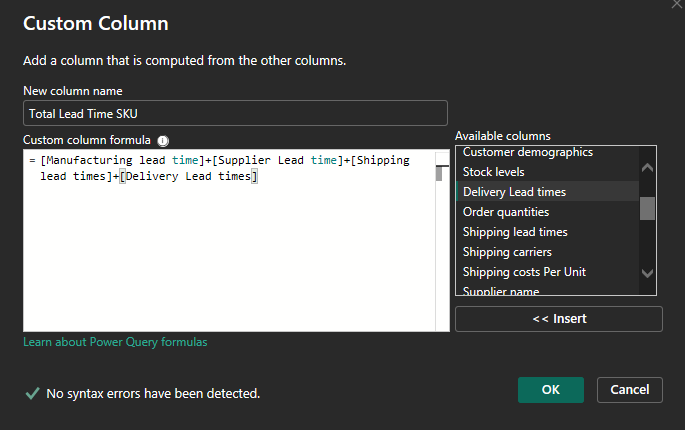 Custom Column
Add a column that is computed from the other columns.
New column name
Total Lead Time SKU
Custom column formula
= [Manufacturing lead time]+[Supplier Lead time]+[Shipping
lead times]+[Delivery Lead times]
Available columns
Customer demographics
Stock levels
Delivery Lead times
Order quantities
Shipping lead times
Shipping carriers
Shipping costs Per Unit
Supplier name
<< Insert
Learn about Power Query formulas
No syntax errors have been detected.
OK
Cancel